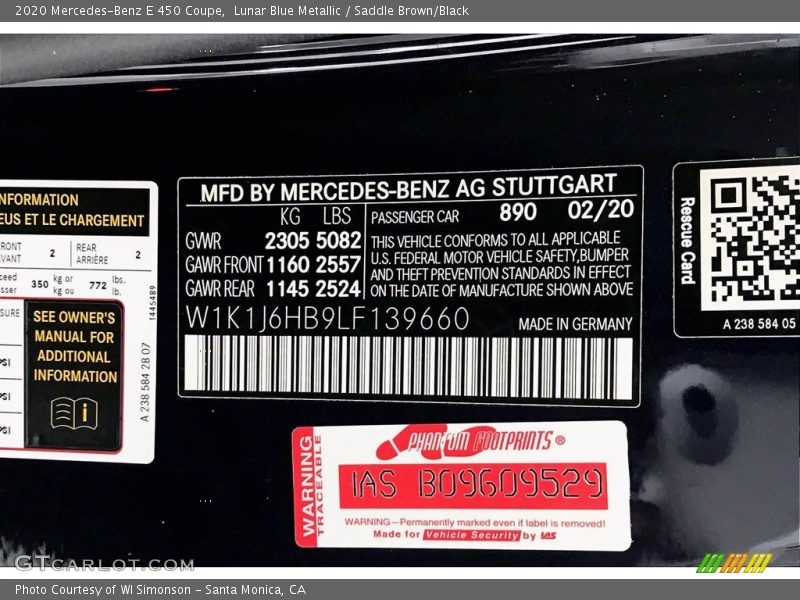 2020 Mercedes-Benz E 450 Coupe, Lunar Blue Metallic / Saddle Brown/Black
NFORMATION
EUS ET LE CHARGEMENT
RONT
VANT
2
REAR
ARRIÈRE
2
350 kg or kg ou 772 lbs. lb.
SURE
PSI
PSI
PSI
SEE OWNER'S
MANUAL FOR
ADDITIONAL
INFORMATION
1445489
A 238 584 28 07
MFD BY MERCEDES-BENZ AG STUTTGART
KG LBS
GVWR 2305 5082
GAWR FRONT 1160 2557
GAWR REAR 1145 2524
PASSENGER CAR 890 02/20
THIS VEHICLE CONFORMS TO ALL APPLICABLE
U.S. FEDERAL MOTOR VEHICLE SAFETY,BUMPER
AND THEFT PREVENTION STANDARDS IN EFFECT
ON THE DATE OF MANUFACTURE SHOWN ABOVE
W1K1J6HB9LF139660
MADE IN GERMANY
Rescue Card
A 238 584 05
WARNING
TRACEABLE
PHANTOM FOOTPRINTS®
IAS B09609529
WARNING—Permanently marked even if label is removed!
Made for Vehicle Security by IAS
GTCARLOT.COM
Photo Courtesy of WI Simonson - Santa Monica, CA